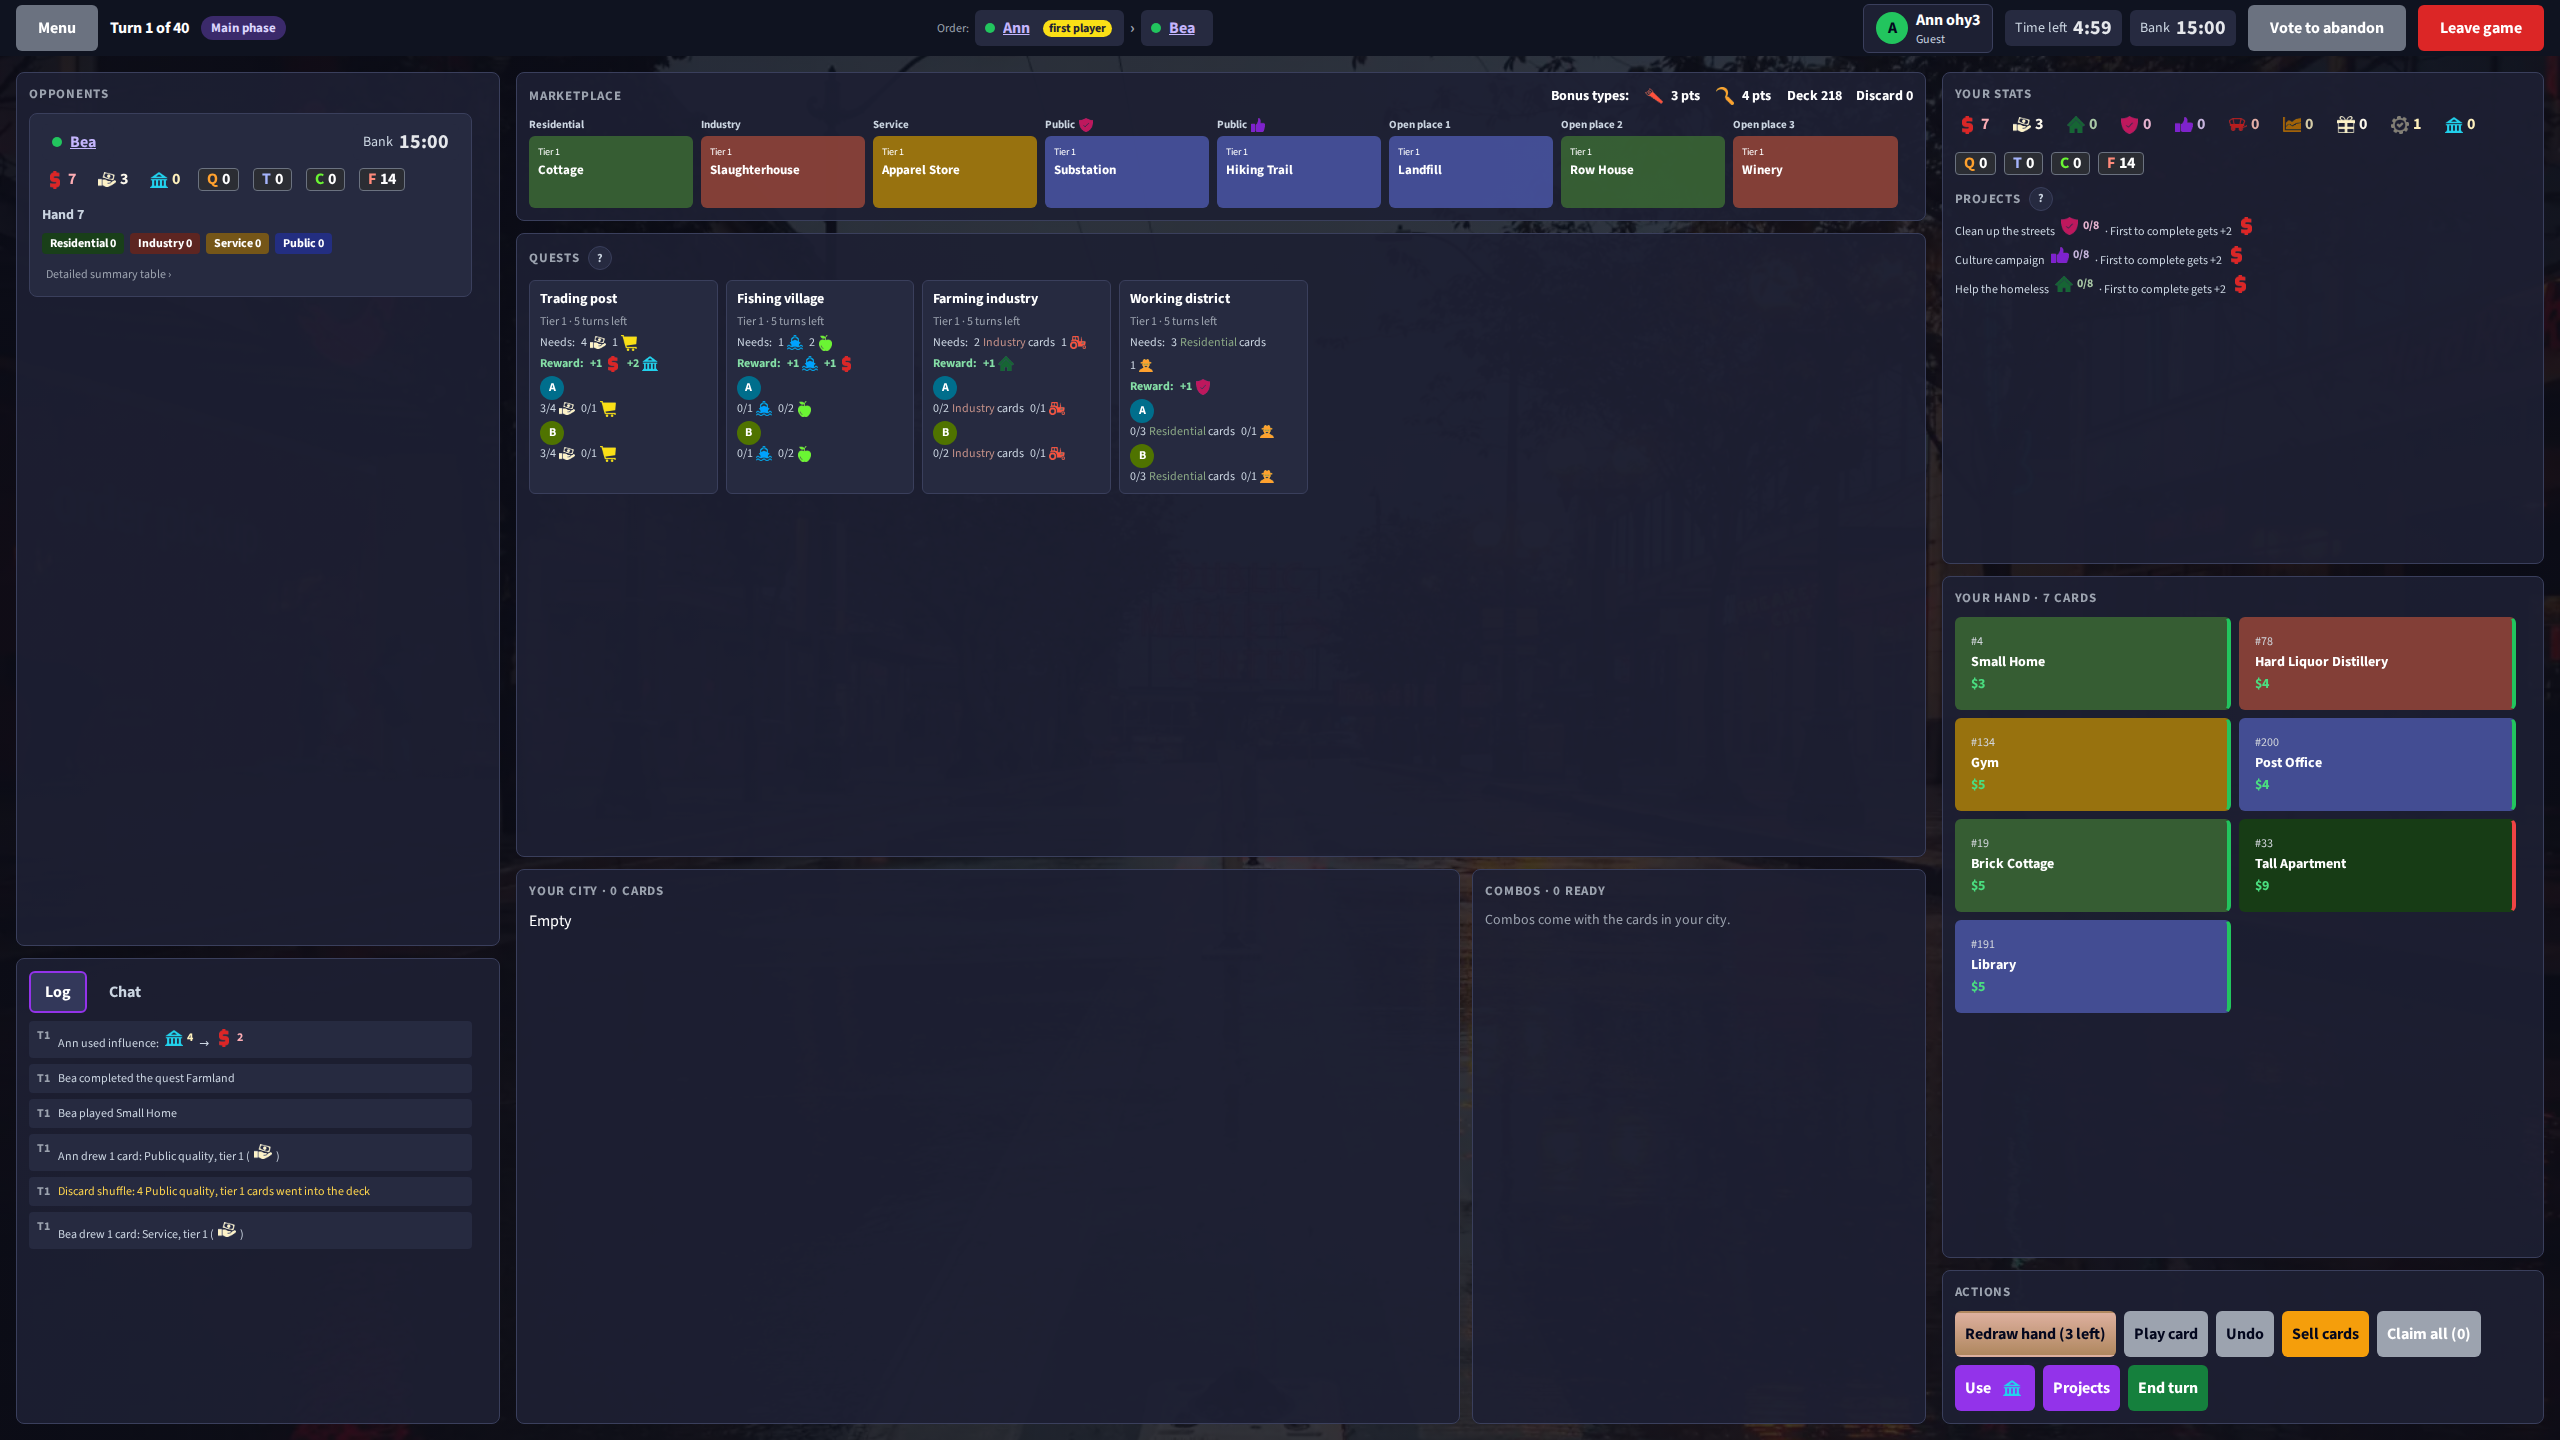 Menu
Turn 1 of 40
Main phase
Order:
Ann
first player
›
Bea
A
Ann ohy3
Guest
Time left 4:59
Bank 15:00
Vote to abandon
Leave game
OPPONENTS
Bea
Bank 15:00
7
3
0
Q 0
T 0
C 0
F 14
Hand 7
Residential 0
Industry 0
Service 0
Public 0
Detailed summary table ›
Log
Chat
T1 Ann used influence: 4 → $ 2
T1 Bea completed the quest Farmland
T1 Bea played Small Home
T1 Ann drew 1 card: Public quality, tier 1 ( )
T1 Discard shuffle: 4 Public quality, tier 1 cards went into the deck
T1 Bea drew 1 card: Service, tier 1 ( )
MARKETPLACE
Bonus types: 3 pts 4 pts Deck 218 Discard 0
Residential
Tier 1
Cottage
Industry
Tier 1
Slaughterhouse
Service
Tier 1
Apparel Store
Public
Tier 1
Substation
Public
Tier 1
Hiking Trail
Open place 1
Tier 1
Landfill
Open place 2
Tier 1
Row House
Open place 3
Tier 1
Winery
QUESTS ?
Trading post
Tier 1 · 5 turns left
Needs: 4 1
Reward: +1 $ +2
A
3/4 0/1
B
3/4 0/1
Fishing village
Tier 1 · 5 turns left
Needs: 1 2
Reward: +1 +1 $
A
0/1 0/2
B
0/1 0/2
Farming industry
Tier 1 · 5 turns left
Needs: 2 Industry cards 1
Reward: +1
A
0/2 Industry cards 0/1
B
0/2 Industry cards 0/1
Working district
Tier 1 · 5 turns left
Needs: 3 Residential cards
1
Reward: +1
A
0/3 Residential cards 0/1
B
0/3 Residential cards 0/1
YOUR CITY · 0 CARDS
Empty
COMBOS · 0 READY
Combos come with the cards in your city.
YOUR STATS
$ 7 3 0 0 0 0 0 0 1 0
Q 0 T 0 C 0 F 14
PROJECTS ?
Clean up the streets 0/8 · First to complete gets +2 $
Culture campaign 0/8 · First to complete gets +2 $
Help the homeless 0/8 · First to complete gets +2 $
YOUR HAND · 7 CARDS
#4
Small Home
$3
#78
Hard Liquor Distillery
$4
#134
Gym
$5
#200
Post Office
$4
#19
Brick Cottage
$5
#33
Tall Apartment
$9
#191
Library
$5
ACTIONS
Redraw hand (3 left)
Play card
Undo
Sell cards
Claim all (0)
Use
Projects
End turn